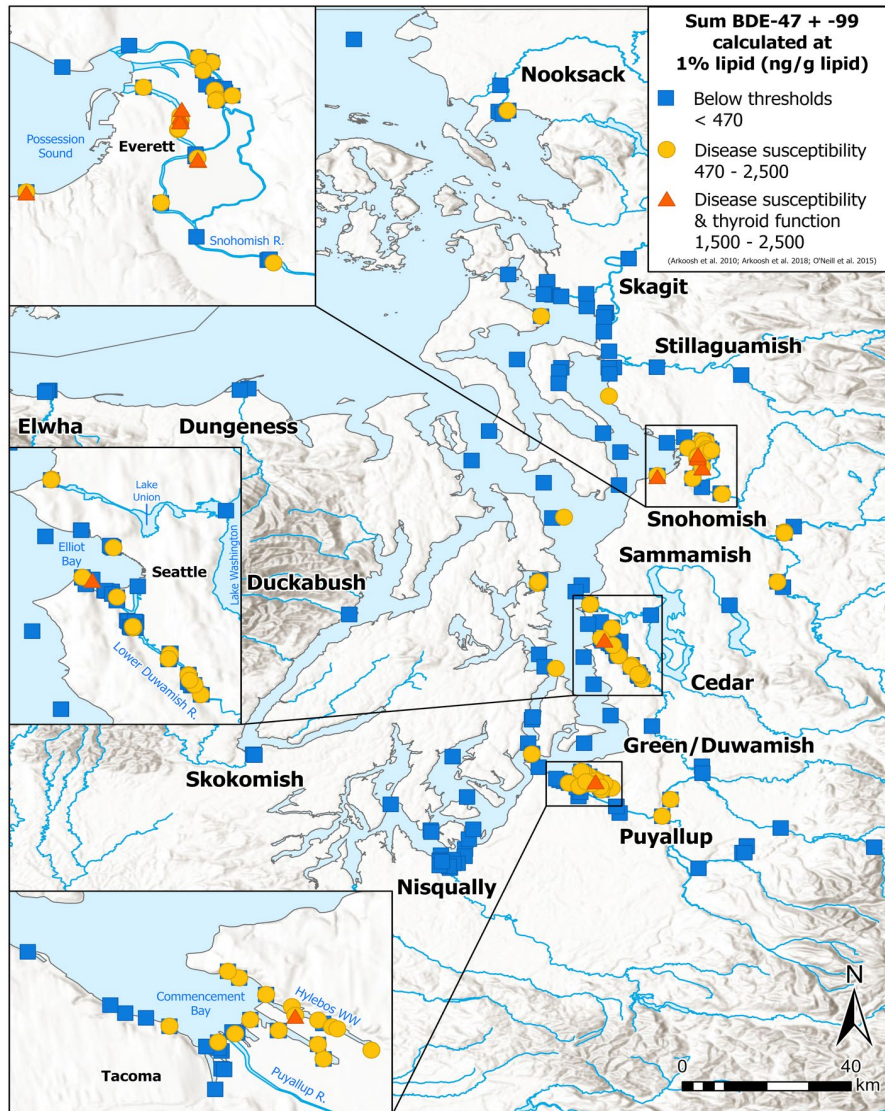 Sum BDE-47 + -99
calculated at
1% lipid (ng/g lipid)
Below thresholds
< 470
Disease susceptibility
470 - 2,500
Disease susceptibility
& thyroid function
1,500 - 2,500
(Arkoosh et al. 2010; Arkoosh et al. 2018; O'Neill et al. 2015)
Nooksack
Possession
Sound
Everett
Snohomish R.
Skagit
Stillaguamish
Elwha
Dungeness
Snohomish
Sammamish
Lake
Union
Elliot
Bay
Seattle
Lake Washington
Lower Duwamish R.
Duckabush
Cedar
Green/Duwamish
Skokomish
Puyallup
Nisqually
Commencement
Bay
Hylebos WW
Tacoma
Puyallup R.
N
0 40
km